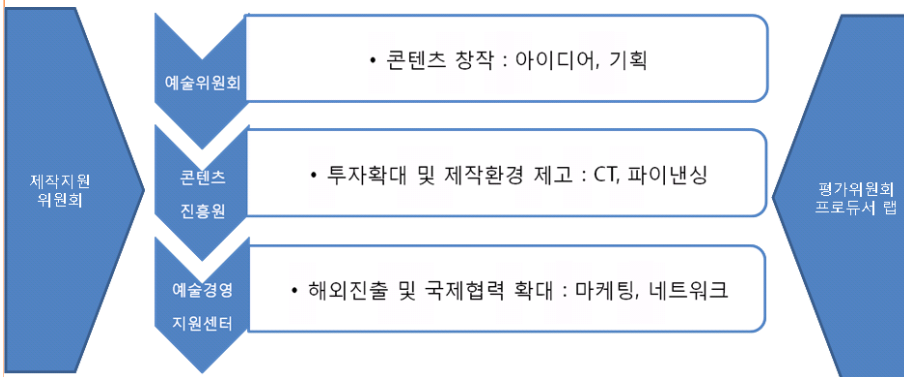 제작지원
위원회
예술위원회
• 콘텐츠 창작 : 아이디어, 기획
콘텐츠
진흥원
• 투자확대 및 제작환경 제고 : CT, 파이낸싱
예술경영
지원센터
• 해외진출 및 국제협력 확대 : 마케팅, 네트워크
평가위원회
프로듀서 랩